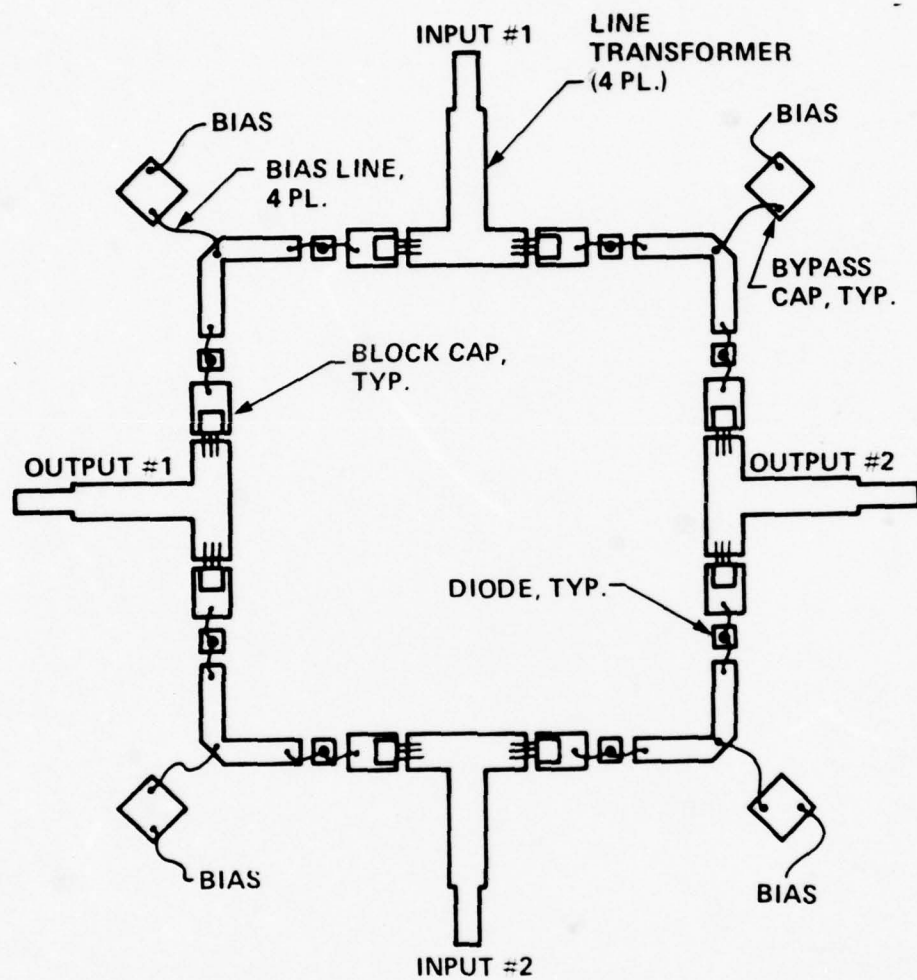 INPUT #1
LINE
TRANSFORMER
(4 PL.)
BIAS
BIAS
BIAS LINE,
4 PL.
BYPASS
CAP, TYP.
BLOCK CAP,
TYP.
OUTPUT #1
OUTPUT #2
DIODE, TYP.
BIAS
BIAS
INPUT #2